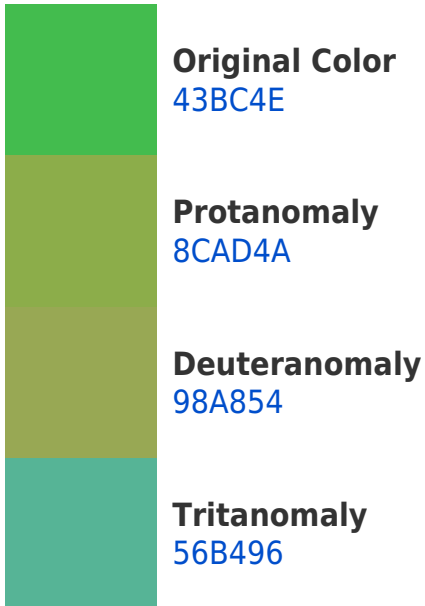 Original Color
43BC4E
Protanomaly
8CAD4A
Deuteranomaly
98A854
Tritanomaly
56B496